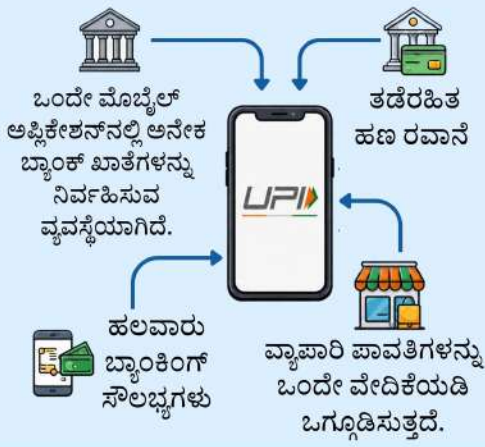 ಒಂದೇ ಮೊಬೈಲ್
ಅಪ್ಲಿಕೇಶನ್‌ನಲ್ಲಿ ಅನೇಕ
ಬ್ಯಾಂಕ್ ಖಾತೆಗಳನ್ನು
ನಿರ್ವಹಿಸುವ
ವ್ಯವಸ್ಥೆಯಾಗಿದೆ.
ತಡೆರಹಿತ
ಹಣ ರವಾನೆ
UPI
ಹಲವಾರು
ಬ್ಯಾಂಕಿಂಗ್
ಸೌಲಭ್ಯಗಳು
ವ್ಯಾಪಾರಿ ಪಾವತಿಗಳನ್ನು
ಒಂದೇ ವೇದಿಕೆಯಡಿ
ಒಗ್ಗೂಡಿಸುತ್ತದೆ.